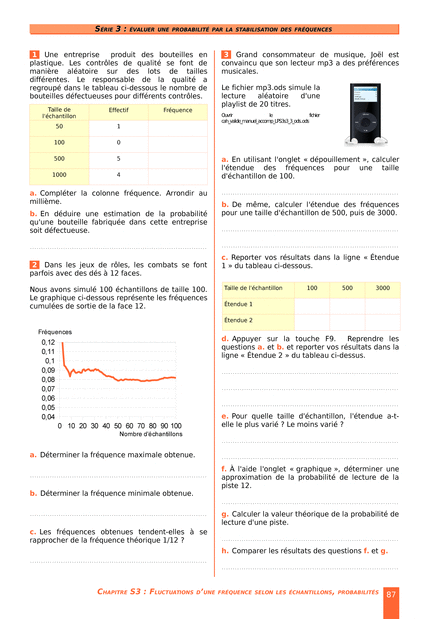 SÉRIE 3 : ÉVALUER UNE PROBABILITÉ PAR LA STABILISATION DES FRÉQUENCES
1 Une entreprise produit des bouteilles en
plastique. Les contrôles de qualité se font de
manière aléatoire sur des lots de tailles
différentes. Le responsable de la qualité a
regroupé dans le tableau ci-dessous le nombre de
bouteilles défectueuses pour différents contrôles.
Taille de l'échantillon Effectif Fréquence
50 1
100 0
500 5
1000 4
a. Compléter la colonne fréquence. Arrondir au
millième.
b. En déduire une estimation de la probabilité
qu'une bouteille fabriquée dans cette entreprise
soit défectueuse.
2 Dans les jeux de rôles, les combats se font
parfois avec des dés à 12 faces.
Nous avons simulé 100 échantillons de taille 100.
Le graphique ci-dessous représente les fréquences
cumulées de sortie de la face 12.
Fréquences
0,12
0,11
0,1
0,09
0,08
0,07
0,06
0,05
0,04
0 10 20 30 40 50 60 70 80 90 100
Nombre d'échantillons
a. Déterminer la fréquence maximale obtenue.
b. Déterminer la fréquence minimale obtenue.
c. Les fréquences obtenues tendent-elles à se
rapprocher de la fréquence théorique 1/12 ?
3 Grand consommateur de musique, Joël est
convaincu que son lecteur mp3 a des préférences
musicales.
Le fichier mp3.ods simule la
lecture aléatoire d'une
playlist de 20 titres.
Ouvrir le fichier
a. En utilisant l'onglet « dépouillement », calculer
l'étendue des fréquences pour une taille
d'échantillon de 100.
b. De même, calculer l'étendue des fréquences
pour une taille d'échantillon de 500, puis de 3000.
c. Reporter vos résultats dans la ligne « Étendue
1 » du tableau ci-dessous.
Taille de l'échantillon 100 500 3000
Étendue 1
Étendue 2
d. Appuyer sur la touche F9. Reprendre les
questions a. et b. et reporter vos résultats dans la
ligne « Étendue 2 » du tableau ci-dessus.
e. Pour quelle taille d'échantillon, l'étendue a-t-
elle le plus varié ? Le moins varié ?
f. À l'aide l'onglet « graphique », déterminer une
approximation de la probabilité de lecture de la
piste 12.
g. Calculer la valeur théorique de la probabilité de
lecture d'une piste.
h. Comparer les résultats des questions f. et g.
CHAPITRE S3 : FLUCTUATIONS D'UNE FRÉQUENCE SELON LES ÉCHANTILLONS, PROBABILITÉS 87